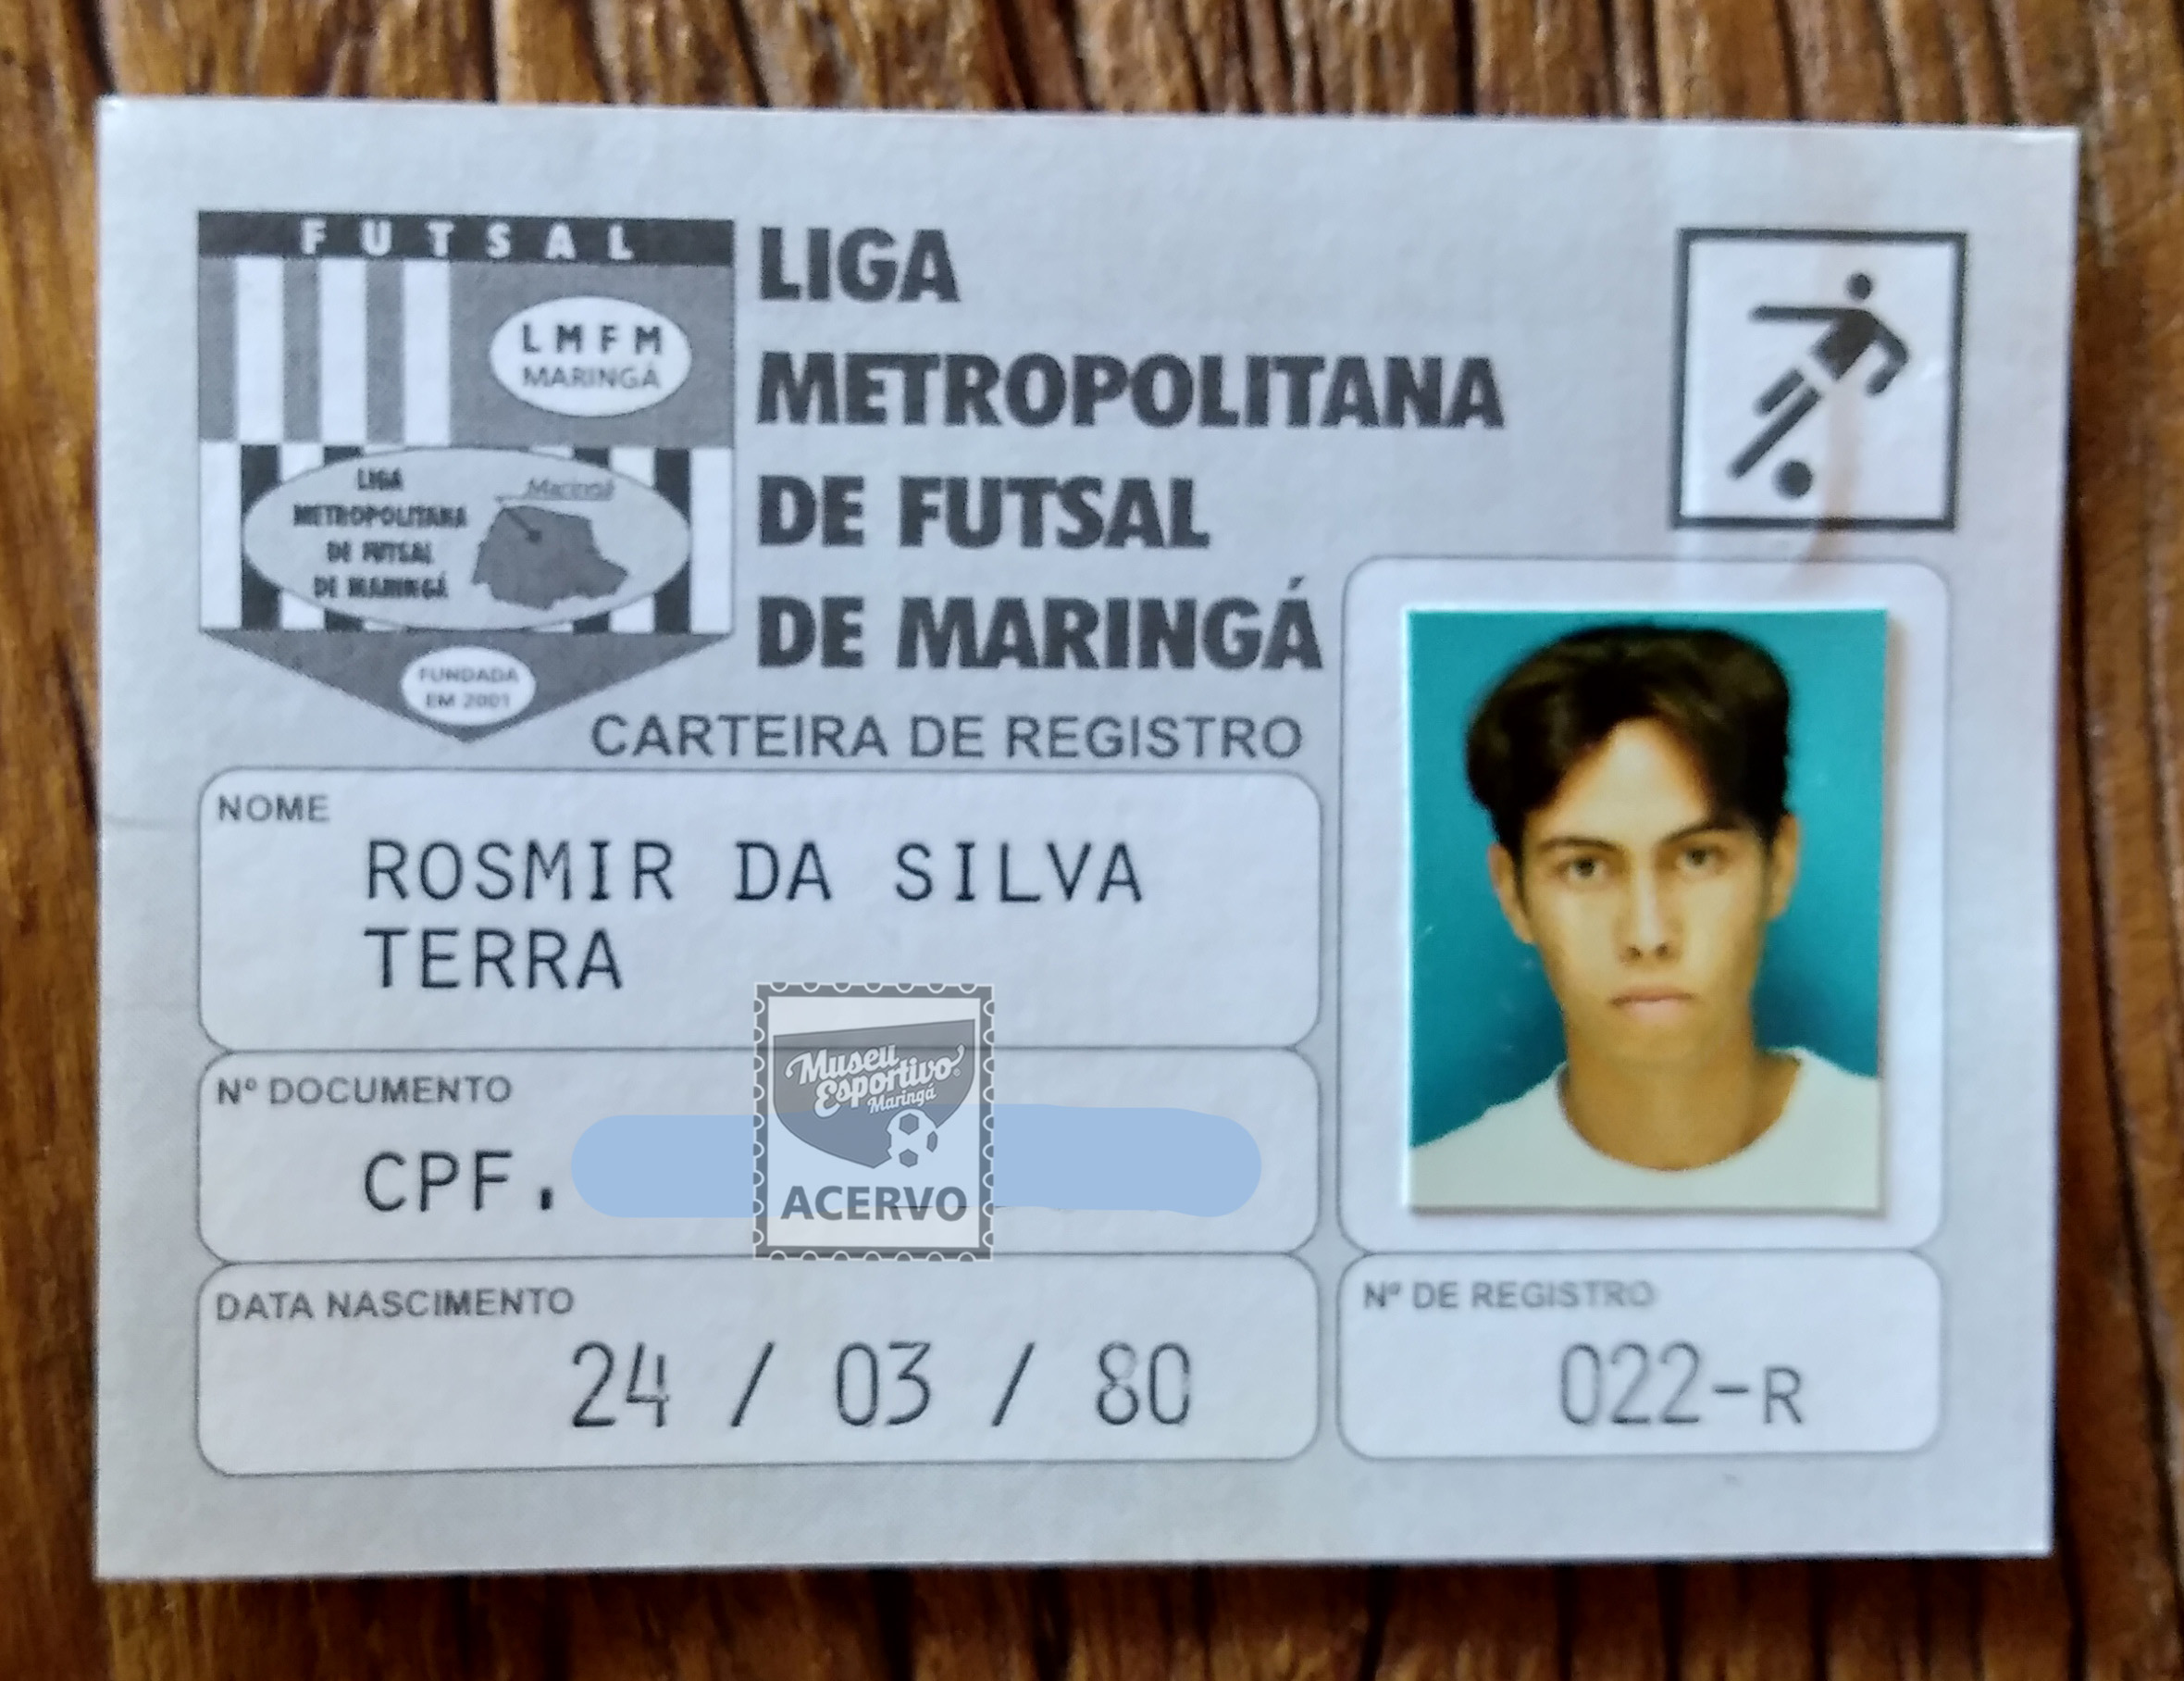 FUTSAL
LMFM
MARINGÁ
LIGA
METROPOLITANA
DE FUTSAL
DE MARINGÁ
Maringá
FUNDADA
EM 2001
LIGA
METROPOLITANA
DE FUTSAL
DE MARINGÁ
CARTEIRA DE REGISTRO
NOME
ROSMIR DA SILVA
TERRA
Nº DOCUMENTO
CPF.
Museu
Esportivo
Maringá
ACERVO
DATA NASCIMENTO
24 / 03 / 80
Nº DE REGISTRO
022-R